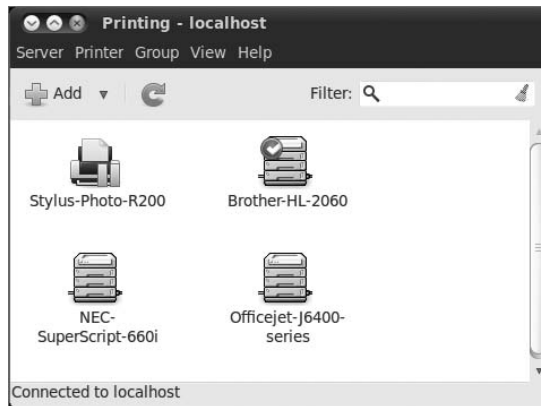 Printing - localhost
Server Printer Group View Help
Add
Filter:
Stylus-Photo-R200
Brother-HL-2060
NEC-
SuperScript-660i
Officejet-J6400-
series
Connected to localhost